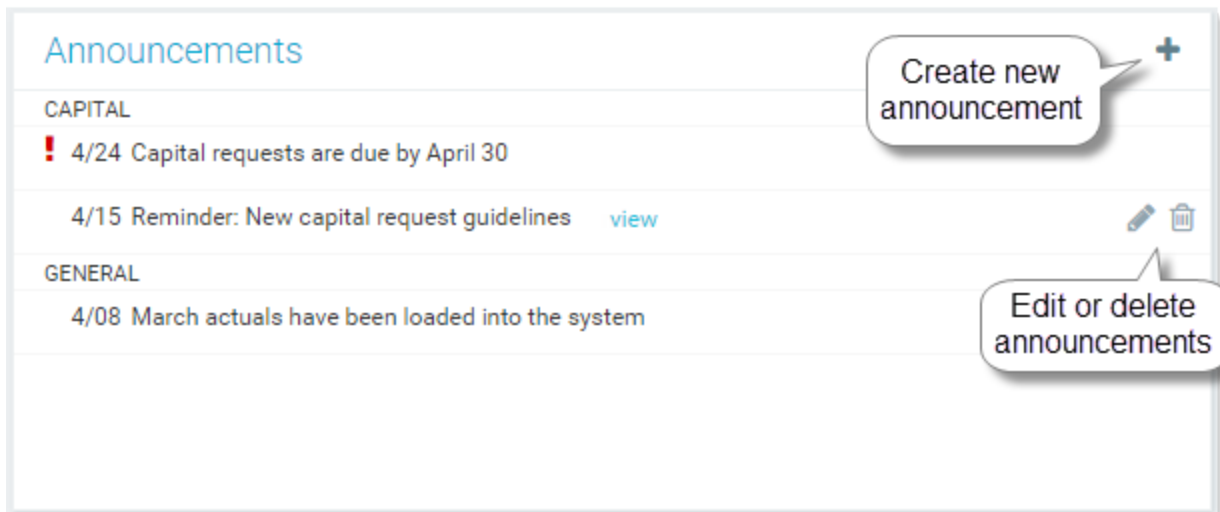 Announcements
Create new
announcement
CAPITAL
! 4/24 Capital requests are due by April 30
4/15 Reminder: New capital request guidelines view
GENERAL
Edit or delete
announcements
4/08 March actuals have been loaded into the system